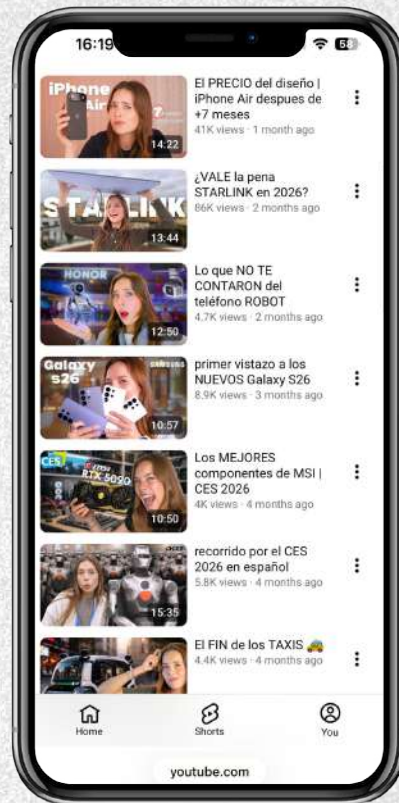 16:19
58
iPhone
Air
7
14:22
El PRECIO del diseño |
iPhone Air despues de
+7 meses
41K views · 1 month ago
STARLINK
13:44
¿VALE la pena
STARLINK en 2026?
86K views · 2 months ago
HONOR
12:50
Lo que NO TE
CONTARON del
teléfono ROBOT
4.7K views · 2 months ago
Galaxy
s26
SAMSUNG
10:57
primer vistazo a los
NUEVOS Galaxy S26
8.9K views · 3 months ago
CES
msi
RTX 5090
10:50
Los MEJORES
componentes de MSI |
CES 2026
4K views · 4 months ago
15:35
recorrido por el CES
2026 en español
5.8K views · 4 months ago
El FIN de los TAXIS 🚕
4.4K views · 4 months ago
Home
Shorts
You
youtube.com